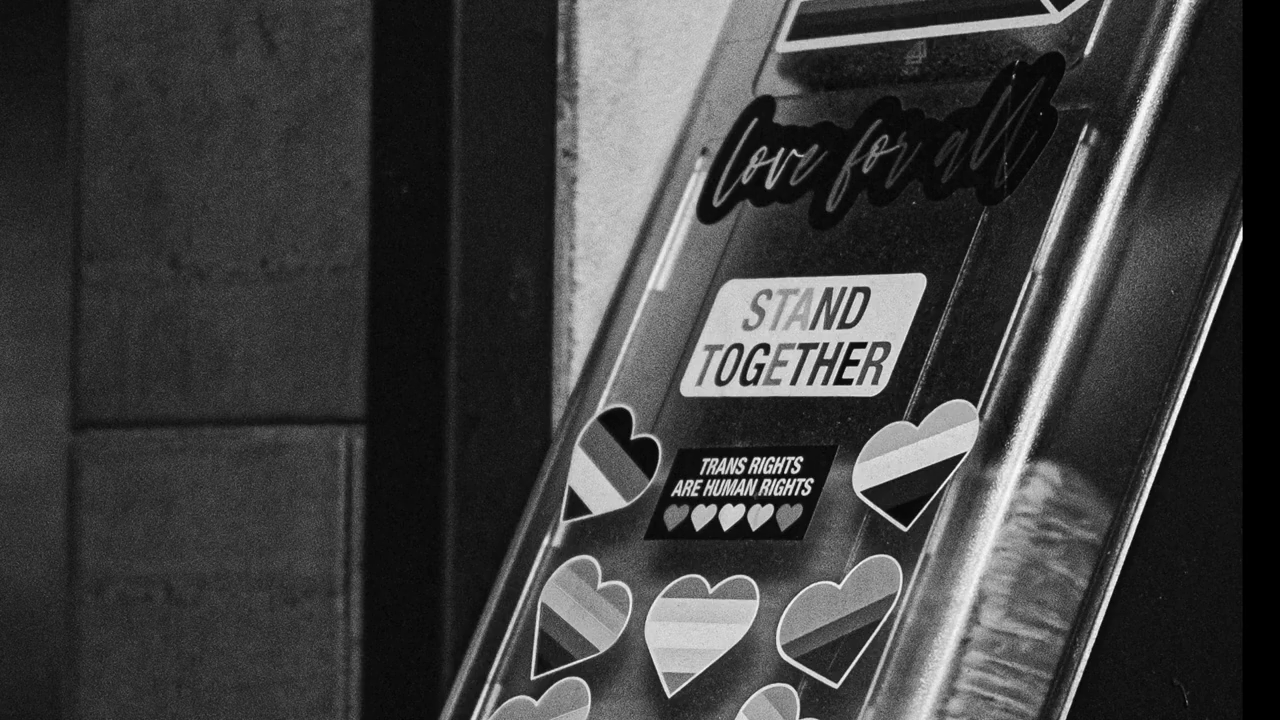 love for all
STAND
TOGETHER
TRANS RIGHTS
ARE HUMAN RIGHTS